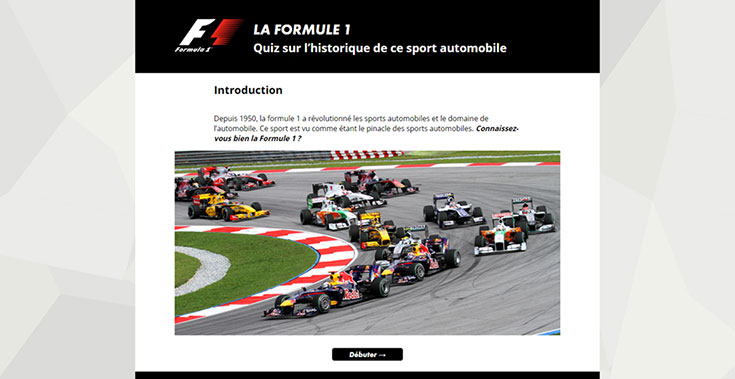 LA FORMULE 1
Quiz sur l'historique de ce sport automobile
Formula 1
Introduction
Depuis 1950, la formule 1 a révolutionné les sports automobiles et le domaine de
l'automobile. Ce sport est vu comme étant le pinacle des sports automobiles. Connaissez-
vous bien la Formule 1 ?
Débuter →